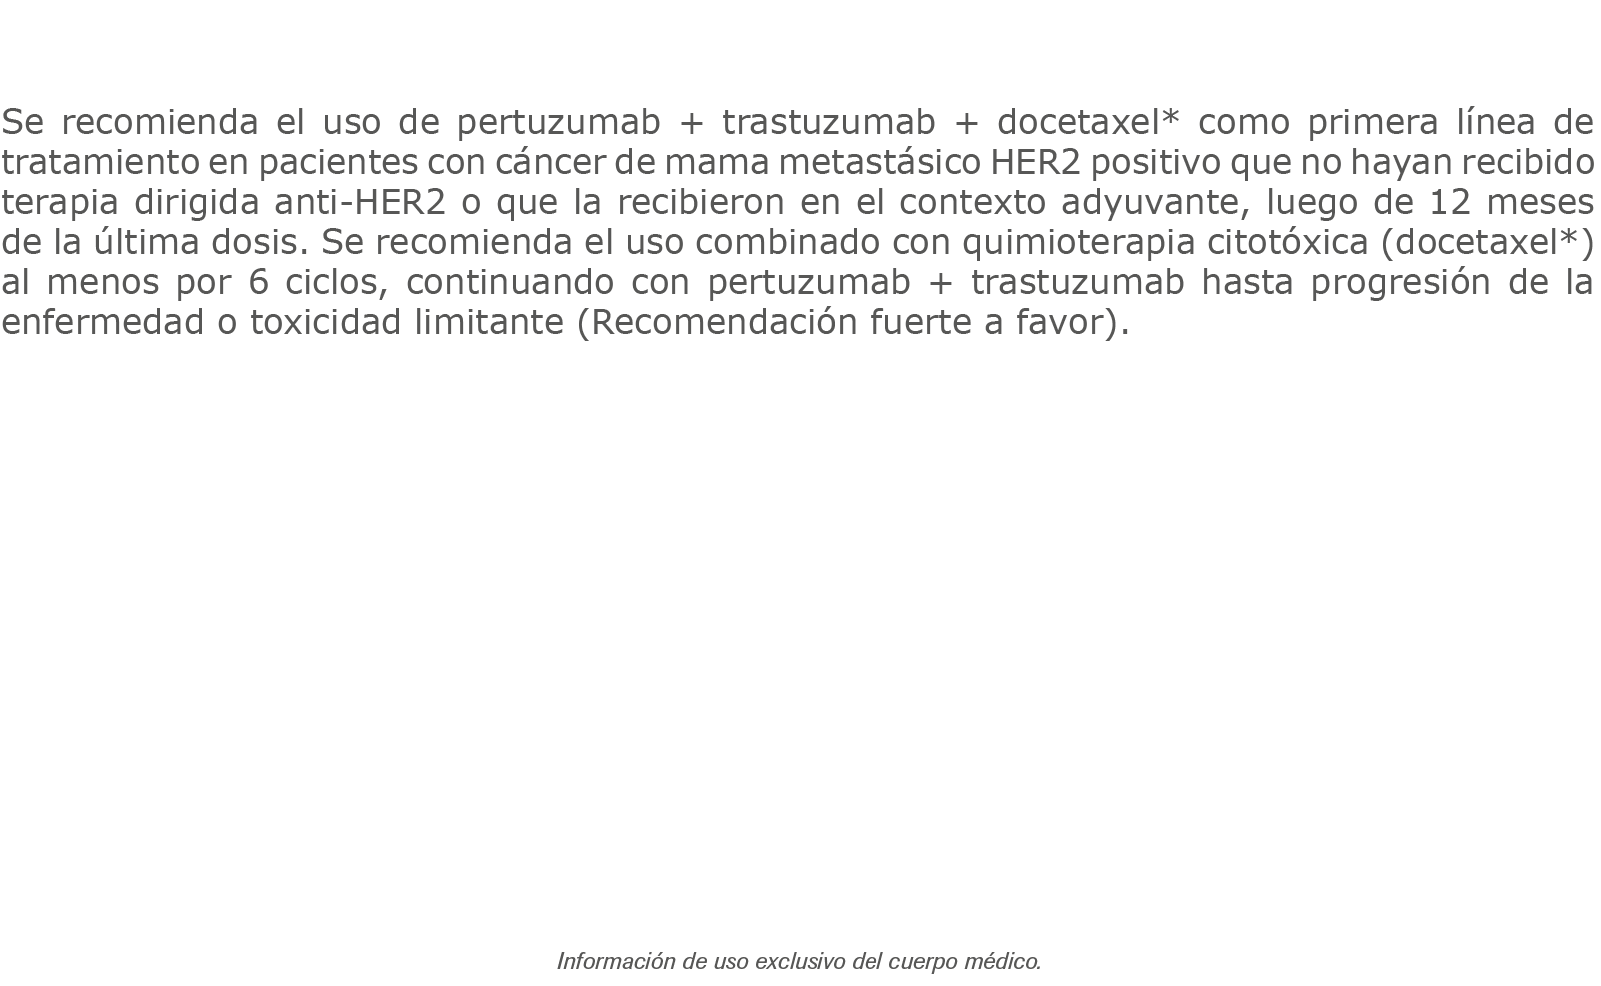 Se recomienda el uso de pertuzumab + trastuzumab + docetaxel* como primera línea de
tratamiento en pacientes con cáncer de mama metastásico HER2 positivo que no hayan recibido
terapia dirigida anti-HER2 o que la recibieron en el contexto adyuvante, luego de 12 meses
de la última dosis. Se recomienda el uso combinado con quimioterapia citotóxica (docetaxel*)
al menos por 6 ciclos, continuando con pertuzumab + trastuzumab hasta progresión de la
enfermedad o toxicidad limitante (Recomendación fuerte a favor).
Información de uso exclusivo del cuerpo médico.